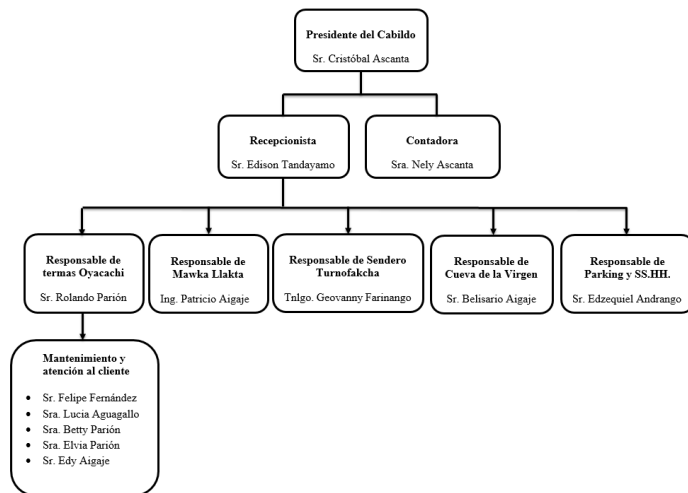 Presidente del Cabildo
Sr. Cristóbal Ascanta
Recepcionista
Sr. Edison Tandayamo
Contadora
Sra. Nely Ascanta
Responsable de
termas Oyacachi
Sr. Rolando Parión
Responsable de
Mawka Llakta
Ing. Patricio Aigaje
Responsable de Sendero
Turnofakcha
Tnlgo. Geovanny Farinango
Responsable de
Cueva de la Virgen
Sr. Belisario Aigaje
Responsable de
Parking y SS.HH.
Sr. Edzequiel Andrango
Mantenimiento y
atención al cliente
• Sr. Felipe Fernández
• Sra. Lucia Aguagallo
• Sra. Betty Parión
• Sra. Elvia Parión
• Sr. Edy Aigaje